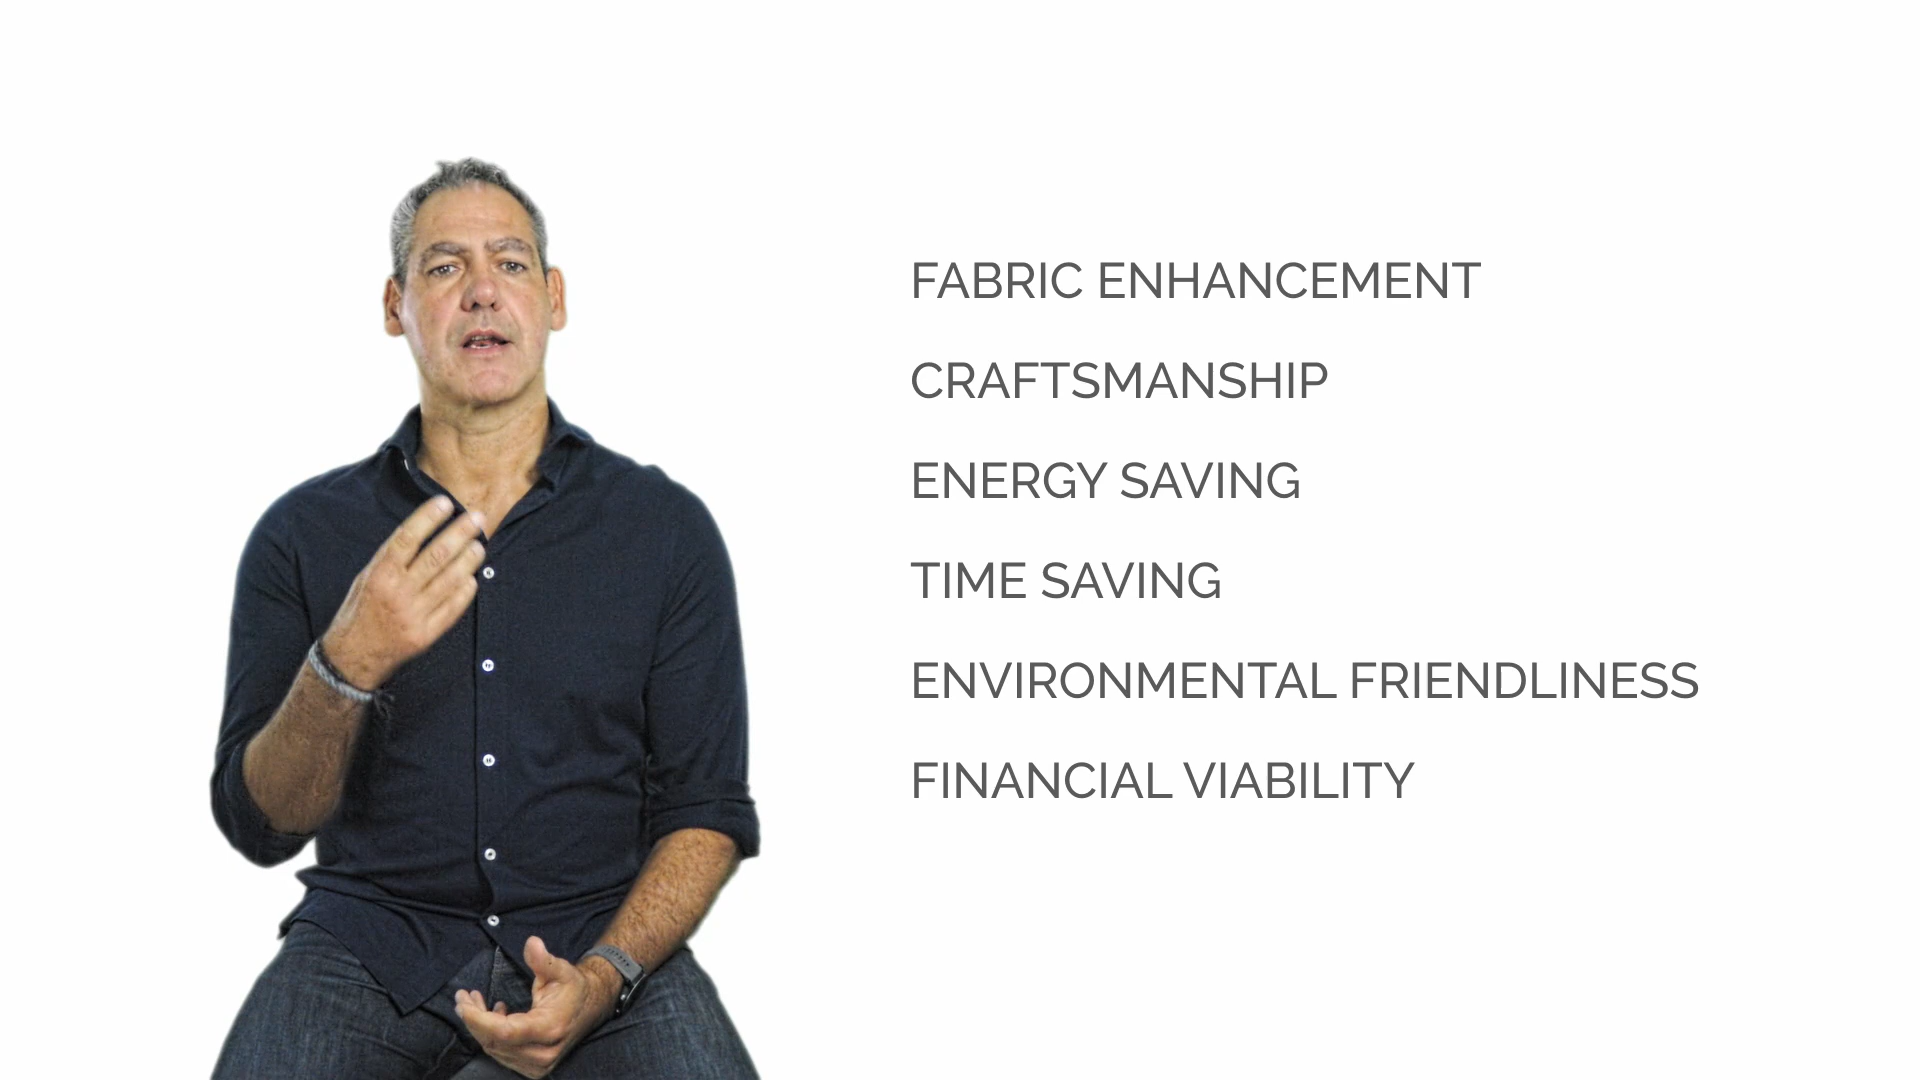 FABRIC ENHANCEMENT
CRAFTSMANSHIP
ENERGY SAVING
TIME SAVING
ENVIRONMENTAL FRIENDLINESS
FINANCIAL VIABILITY